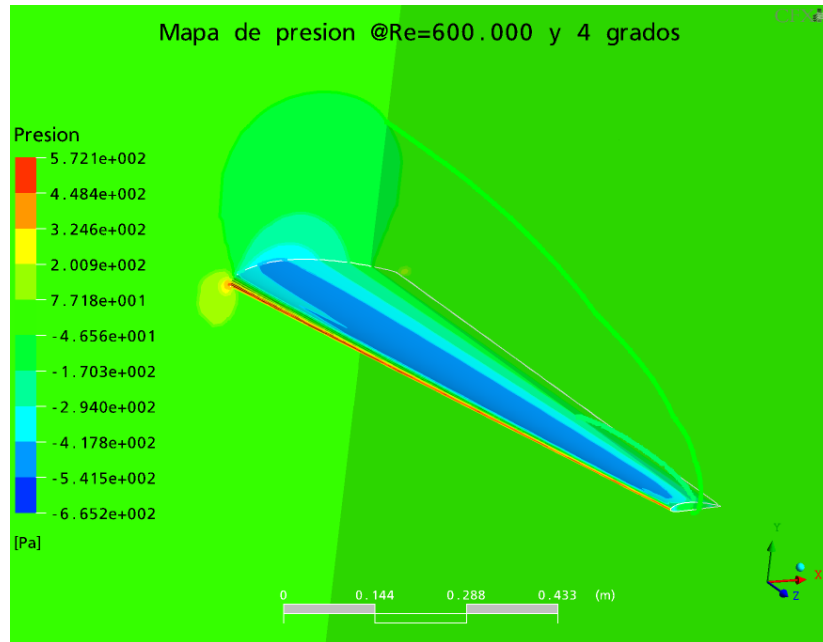 CFX
Mapa de presion @Re=600.000 y 4 grados
Presion
5.721e+002
4.484e+002
3.246e+002
2.009e+002
7.718e+001
-4.656e+001
-1.703e+002
-2.940e+002
-4.178e+002
-5.415e+002
-6.652e+002
[Pa]
0 0.144 0.288 0.433 (m)
Y
X
Z